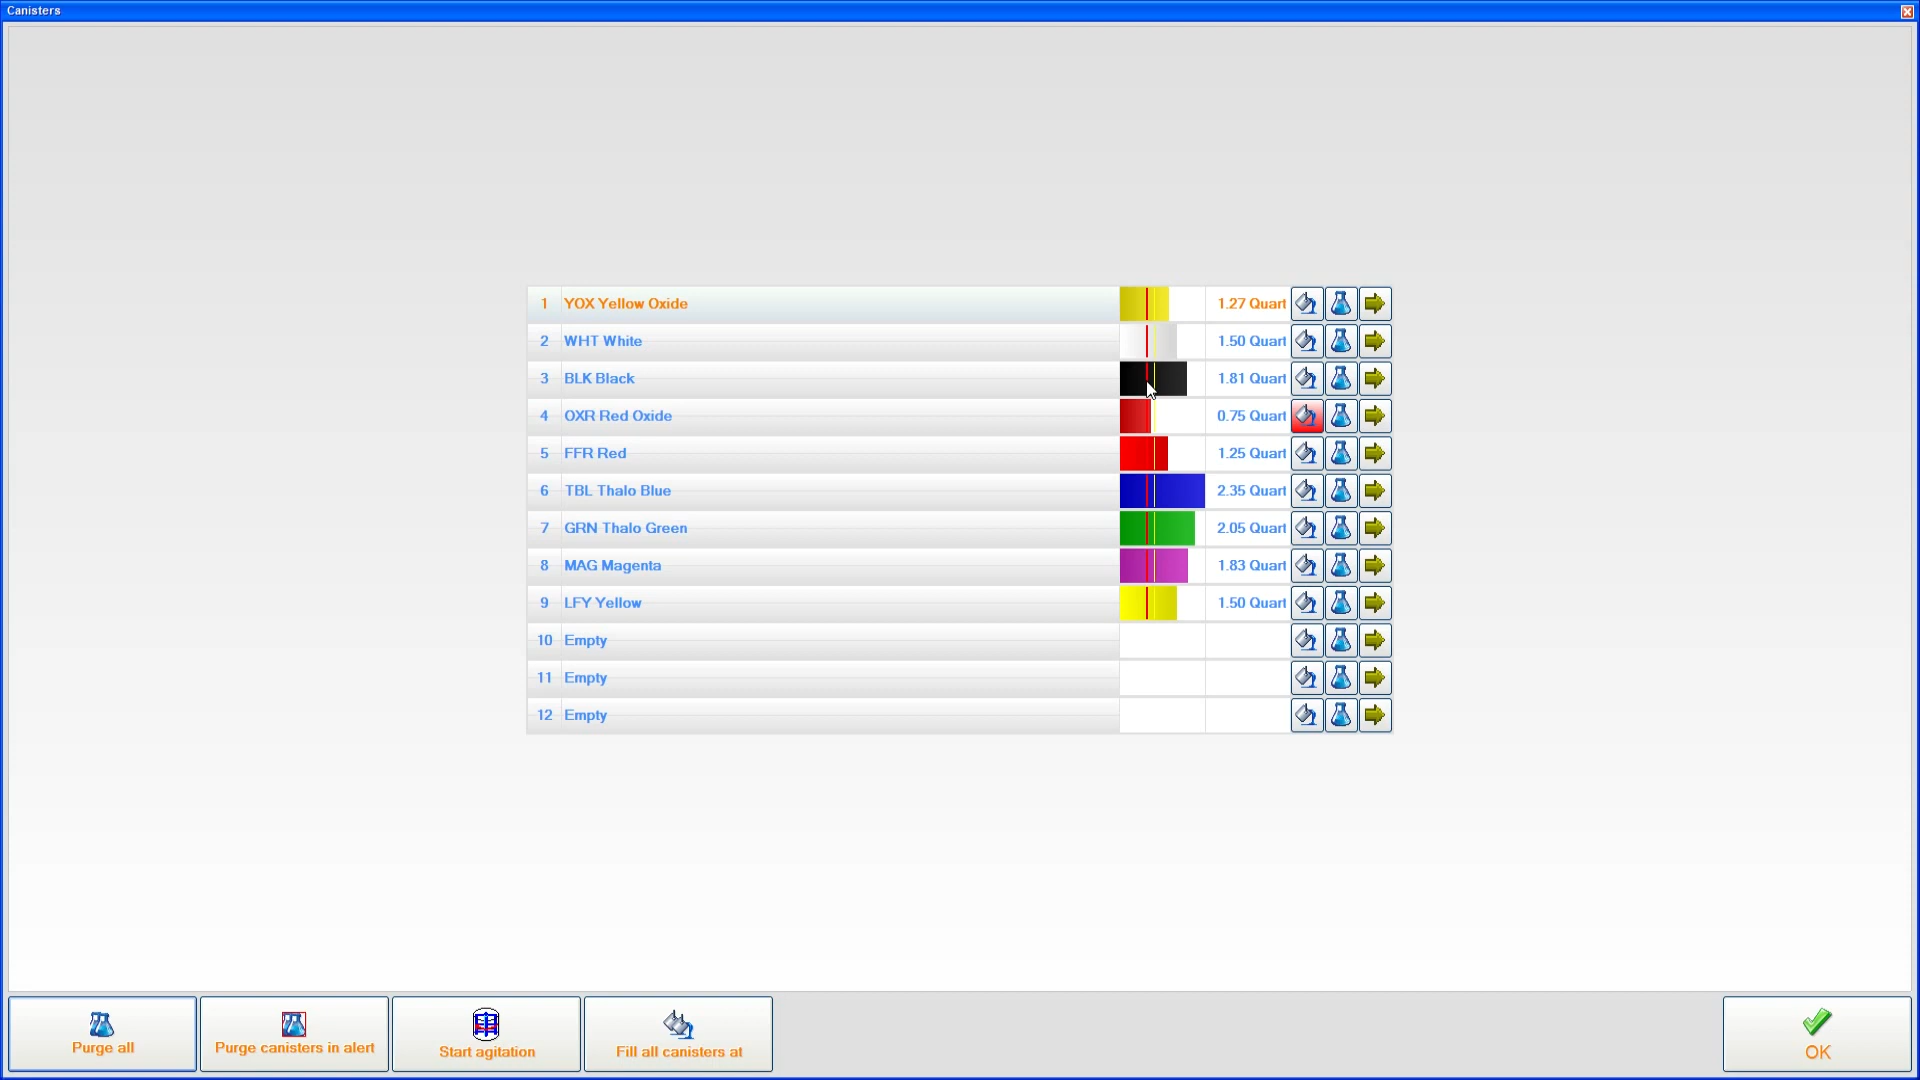 Canisters
1 YOX Yellow Oxide 1.27 Quart
2 WHT White 1.50 Quart
3 BLK Black 1.81 Quart
4 OXR Red Oxide 0.75 Quart
5 FFR Red 1.25 Quart
6 TBL Thalo Blue 2.35 Quart
7 GRN Thalo Green 2.05 Quart
8 MAG Magenta 1.83 Quart
9 LFY Yellow 1.50 Quart
10 Empty
11 Empty
12 Empty
Purge all
Purge canisters in alert
Start agitation
Fill all canisters at
OK